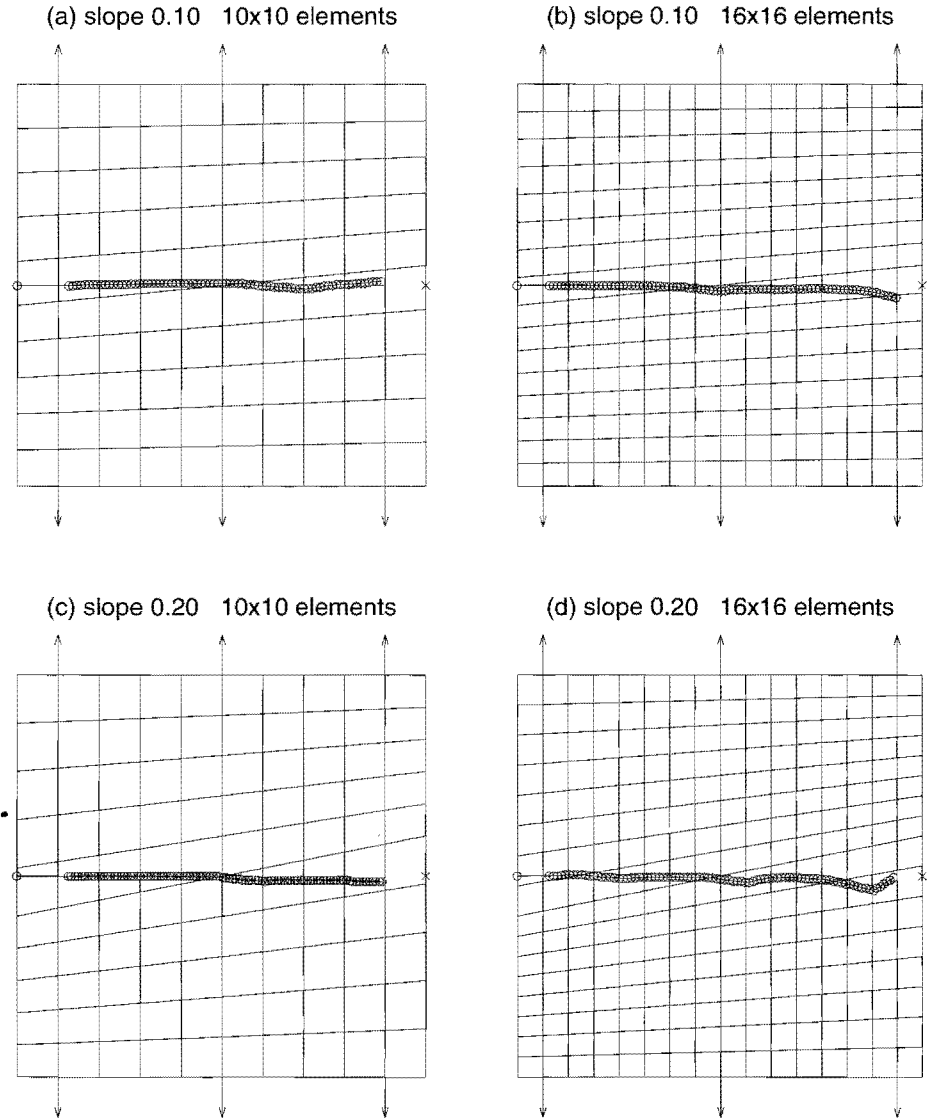 (a) slope 0.10 10x10 elements
(b) slope 0.10 16x16 elements
(c) slope 0.20 10x10 elements
(d) slope 0.20 16x16 elements